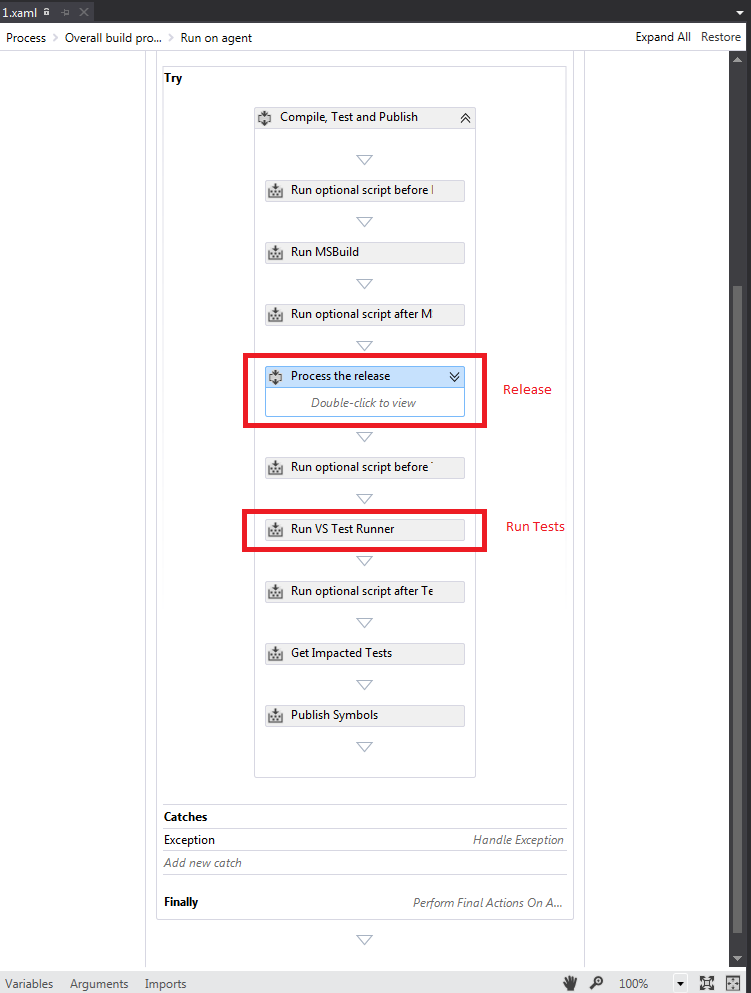 1.xaml
Process > Overall build pro... > Run on agent
Expand All Restore
Try
Compile, Test and Publish
Run optional script before
Run MSBuild
Run optional script after M
Process the release
Double-click to view
Release
Run optional script before
Run VS Test Runner
Run Tests
Run optional script after Te
Get Impacted Tests
Publish Symbols
Catches
Exception Handle Exception
Add new catch
Finally Perform Final Actions On A...
Variables Arguments Imports 100%